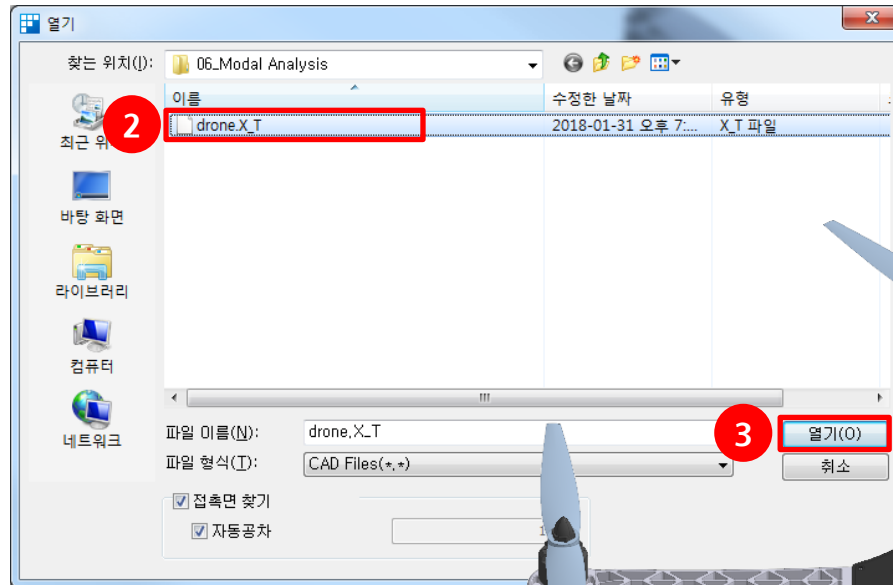 열기
찾는 위치(I):
06_Modal Analysis
이름
수정한 날짜
유형
2
drone.X_T
2018-01-31 오후 7:...
X_T 파일
최근
바탕 화면
라이브러리
컴퓨터
네트워크
파일 이름(N):
drone.X_T
3
열기(O)
파일 형식(T):
CAD Files(*.*)
취소
접촉면 찾기
자동공차